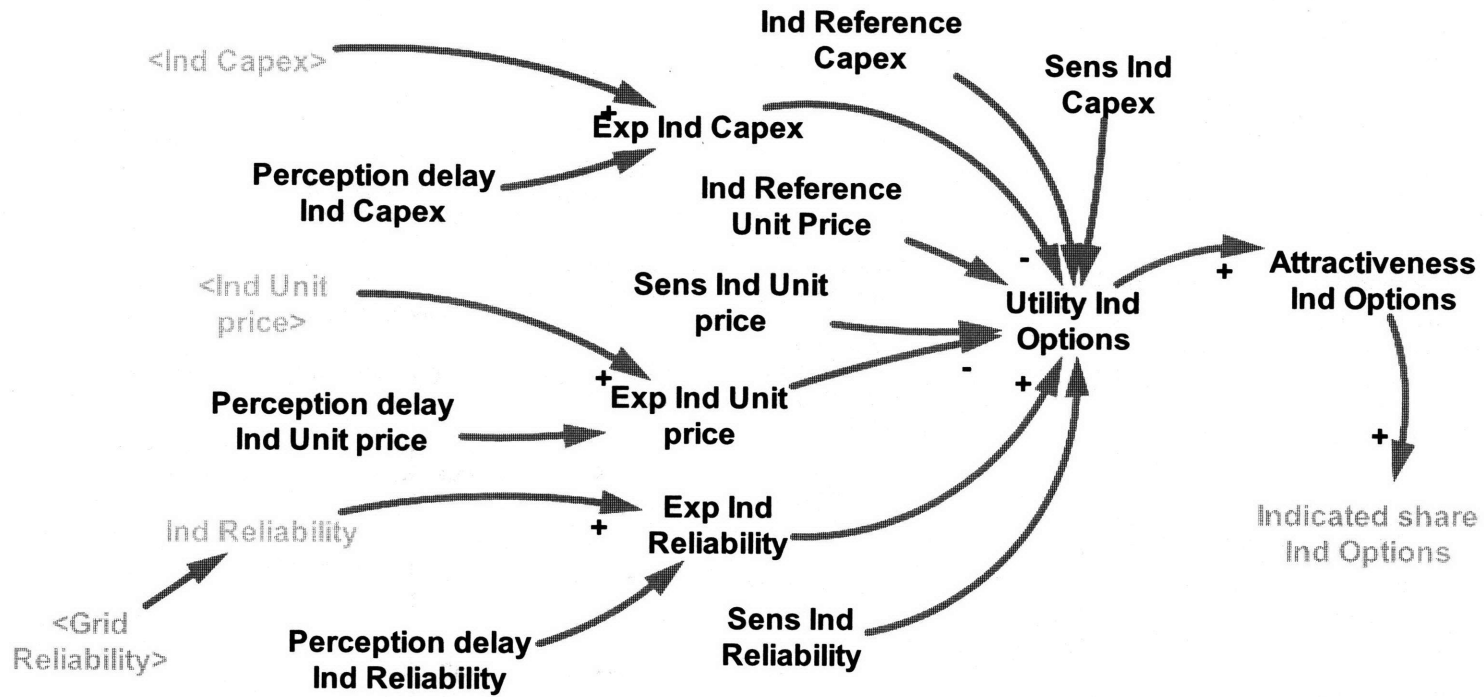 Ind Reference
Capex
<Ind Capex>
Sens Ind
Capex
+
Exp Ind Capex
Perception delay
Ind Capex
Ind Reference
Unit Price
-
+
Attractiveness
Ind Options
<Ind Unit
price>
Sens Ind Unit
price
Utility Ind
Options
-
+
+
Exp Ind Unit
price
Perception delay
Ind Unit price
+
Ind Reliability
+
Exp Ind
Reliability
Indicated share
Ind Options
<Grid
Reliability>
Perception delay
Ind Reliability
Sens Ind
Reliability